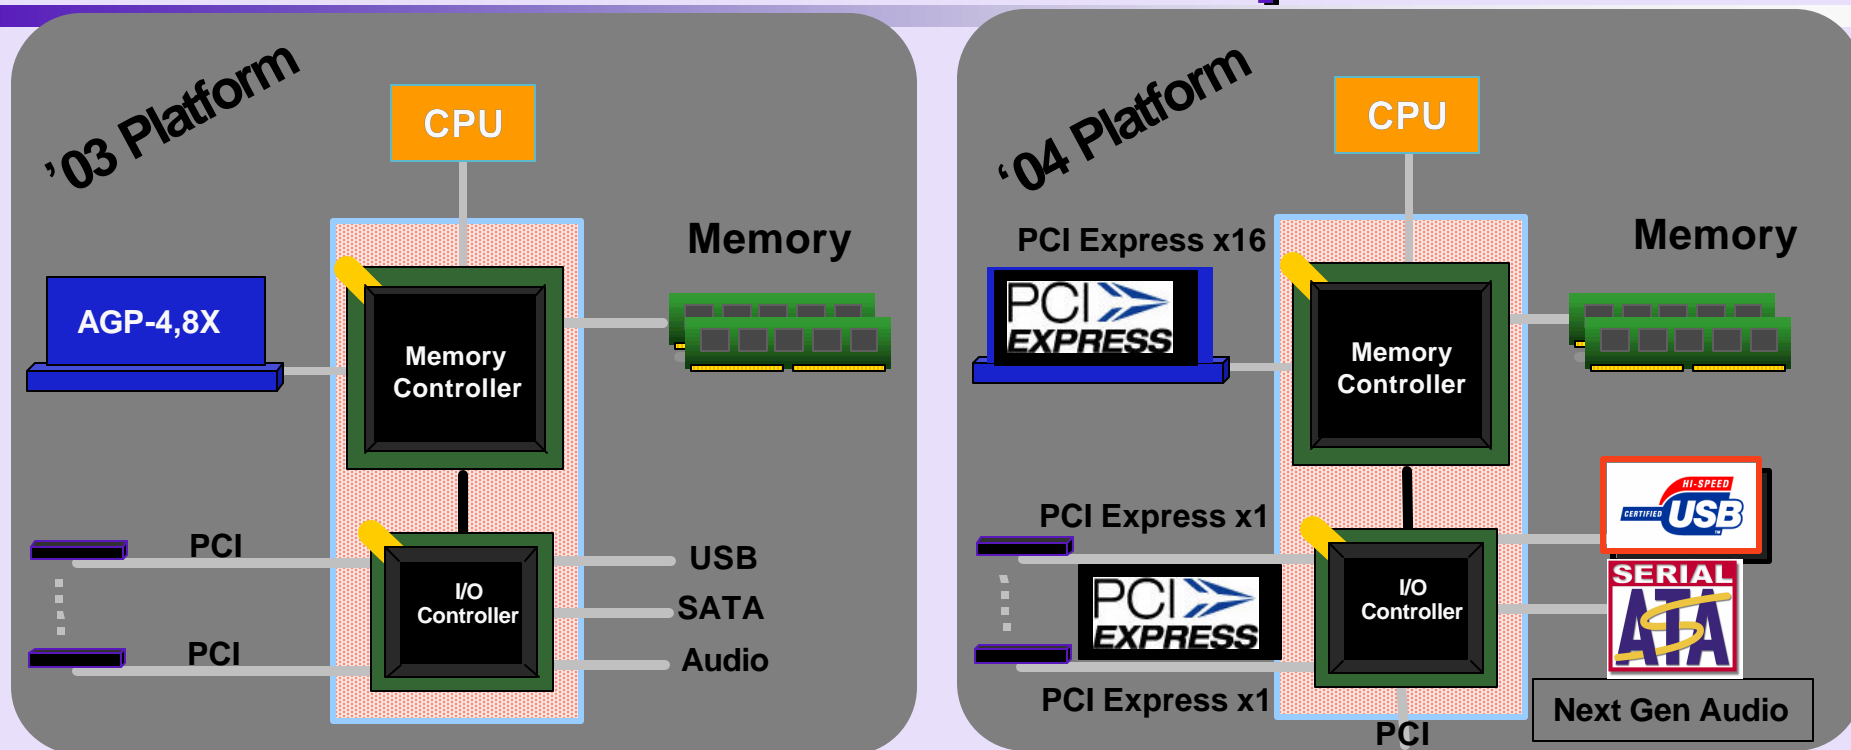 ’03 Platform
CPU
Memory
AGP-4,8X
Memory
Controller
PCI
I/O
Controller
USB
SATA
PCI
Audio
‘04 Platform
CPU
PCI Express x16
Memory
PCI
EXPRESS
Memory
Controller
PCI Express x1
HI-SPEED
CERTIFIED USB
I/O
Controller
PCI
EXPRESS
SERIAL
ATA
PCI Express x1
Next Gen Audio
PCI